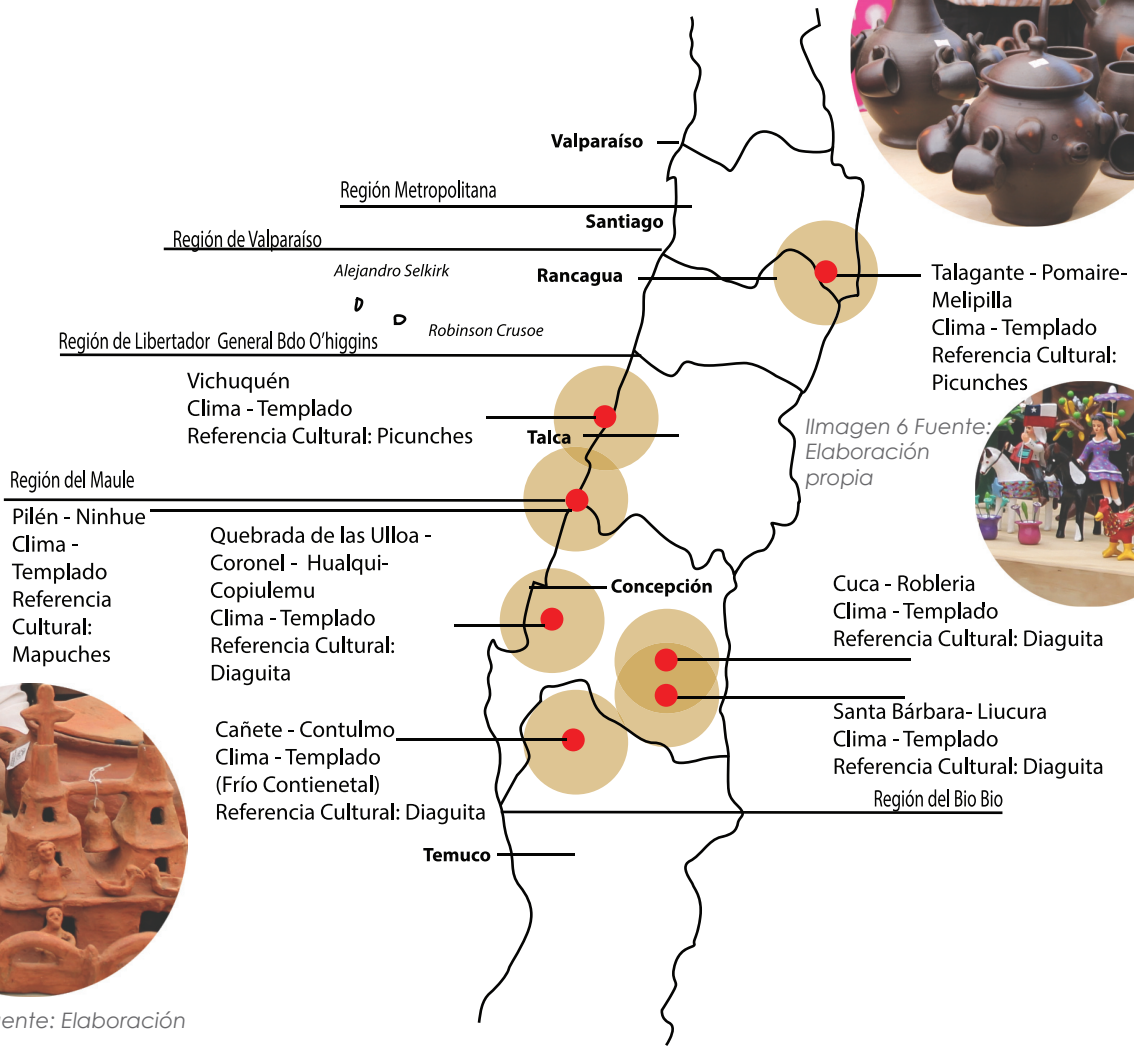 Valparaíso
Región Metropolitana
Santiago
Región de Valparaíso
Alejandro Selkirk
Rancagua
Talagante - Pomaire-
Melipilla
Clima - Templado
Referencia Cultural:
Picunches
Robinson Crusoe
Región de Libertador General Bdo O'higgins
Vichuquén
Clima - Templado
Referencia Cultural: Picunches
Talca
IImagen 6 Fuente:
Elaboración
propia
Región del Maule
Pilén - Ninhue
Clima -
Templado
Referencia
Cultural:
Mapuches
Quebrada de las Ulloa -
Coronel - Hualqui-
Copiulemu
Clima - Templado
Referencia Cultural:
Diaguita
Concepción
Cuca - Robleria
Clima - Templado
Referencia Cultural: Diaguita
Santa Bárbara- Liucura
Clima - Templado
Referencia Cultural: Diaguita
Cañete - Contulmo
Clima - Templado
(Frío Contienetal)
Referencia Cultural: Diaguita
Región del Bio Bio
Temuco
ente: Elaboración